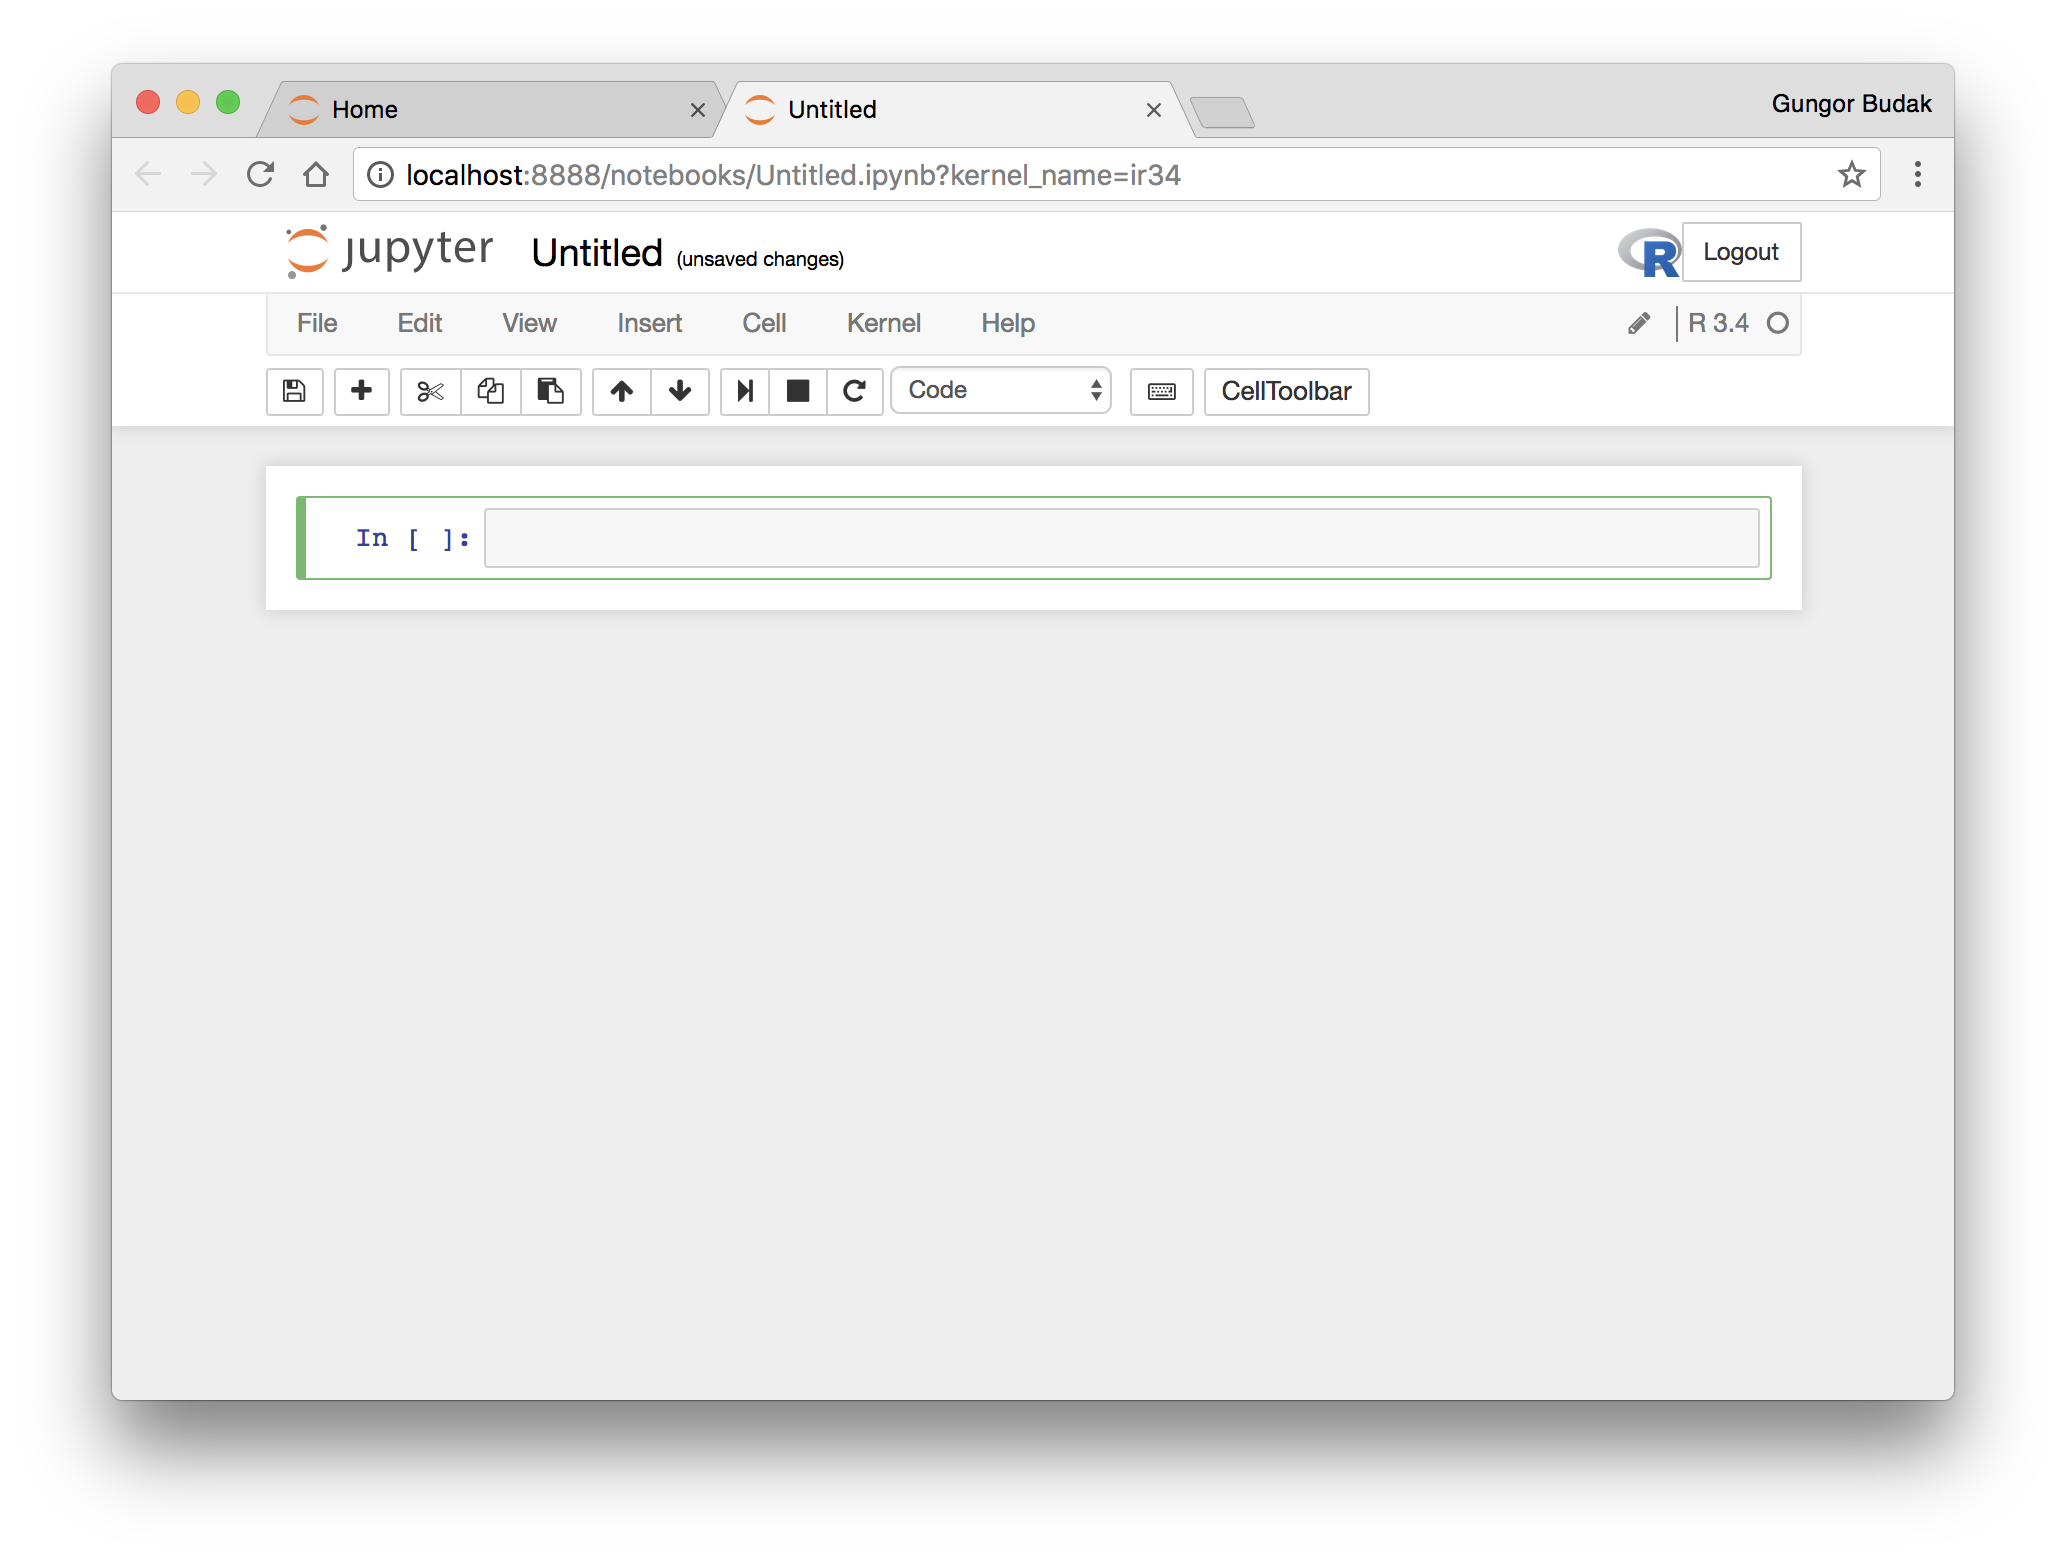 Home
Untitled
Gungor Budak
localhost:8888/notebooks/Untitled.ipynb?kernel_name=ir34
jupyter Untitled (unsaved changes)
R Logout
File Edit View Insert Cell Kernel Help R 3.4
Code CellToolbar
In [ ]: